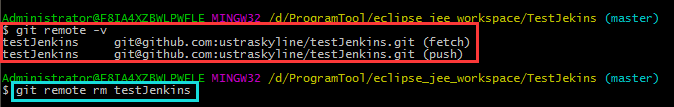 Administrator@F8IA4XZBWLPWFLE MINGW32 /d/ProgramTool/eclipse_jee_workspace/TestJekins (master)
$ git remote -v
testJenkins     git@github.com:ustraskyline/testJenkins.git (fetch)
testJenkins     git@github.com:ustraskyline/testJenkins.git (push)
Administrator@F8IA4XZBWLPWFLE MINGW32 /d/ProgramTool/eclipse_jee_workspace/TestJekins (master)
$ git remote rm testJenkins